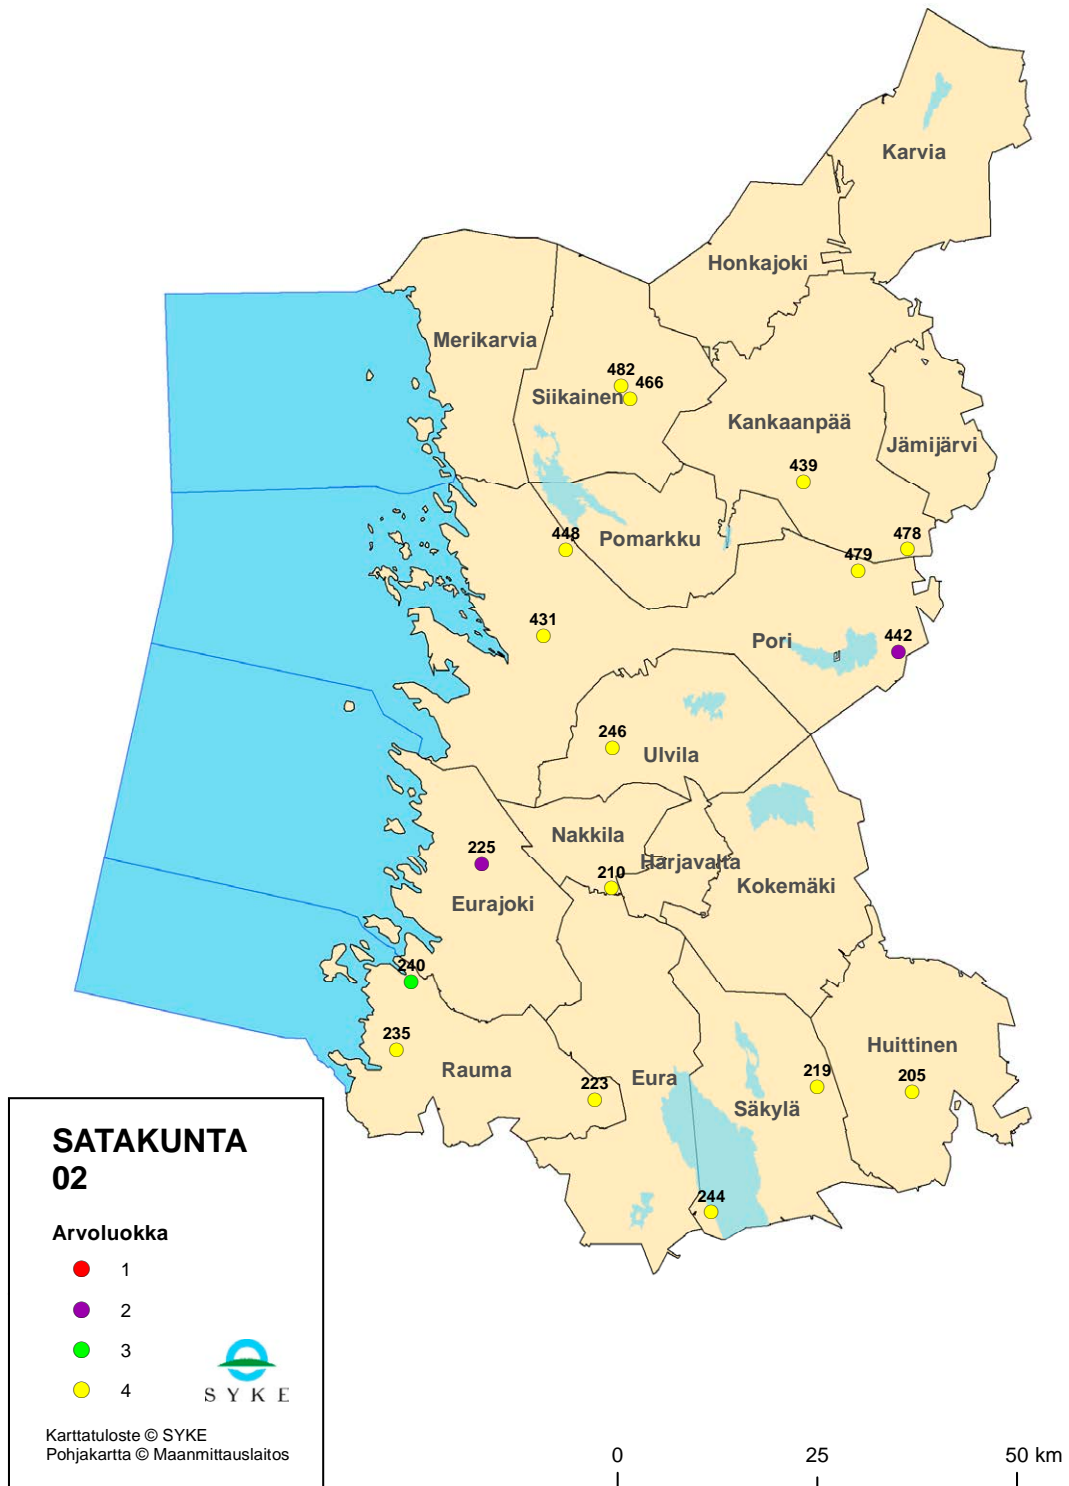 Karvia
Honkajoki
Merikarvia
482
466
Siikainen
Kankaanpää
Jämijärvi
439
448
Pomarkku
478
479
431
Pori
442
246
Ulvila
Nakkila
225
Harjavalta
210
Kokemäki
Eurajoki
240
235
Huittinen
Rauma
223
Eura
219
205
Säkylä
244
SATAKUNTA
02
Arvoluokka
1
2
3
4
SYKE
Karttatuloste © SYKE
Pohjakartta © Maanmittauslaitos
0 25 50 km